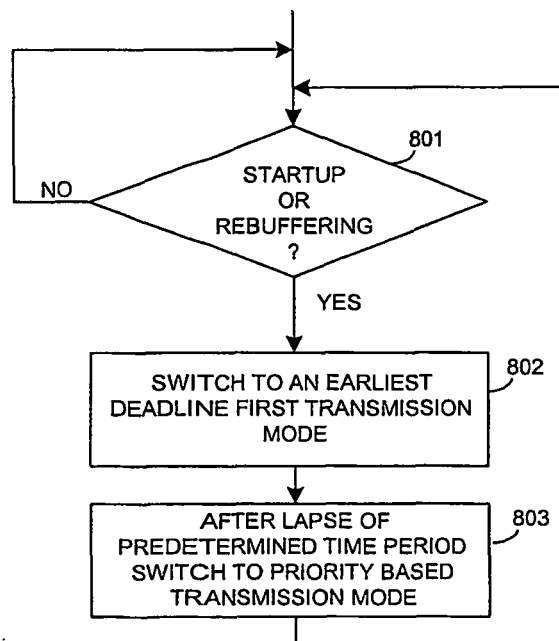 801
STARTUP
OR
REBUFFERING
?
NO
YES
802
SWITCH TO AN EARLIEST
DEADLINE FIRST TRANSMISSION
MODE
803
AFTER LAPSE OF
PREDETERMINED TIME PERIOD
SWITCH TO PRIORITY BASED
TRANSMISSION MODE